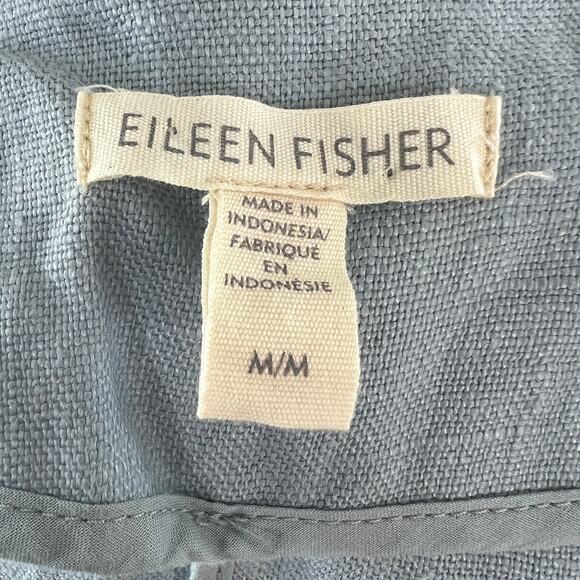 EILEEN FISHER
MADE IN
INDONESIA/
FABRIQUÉ
EN
INDONÉSIE
M/M